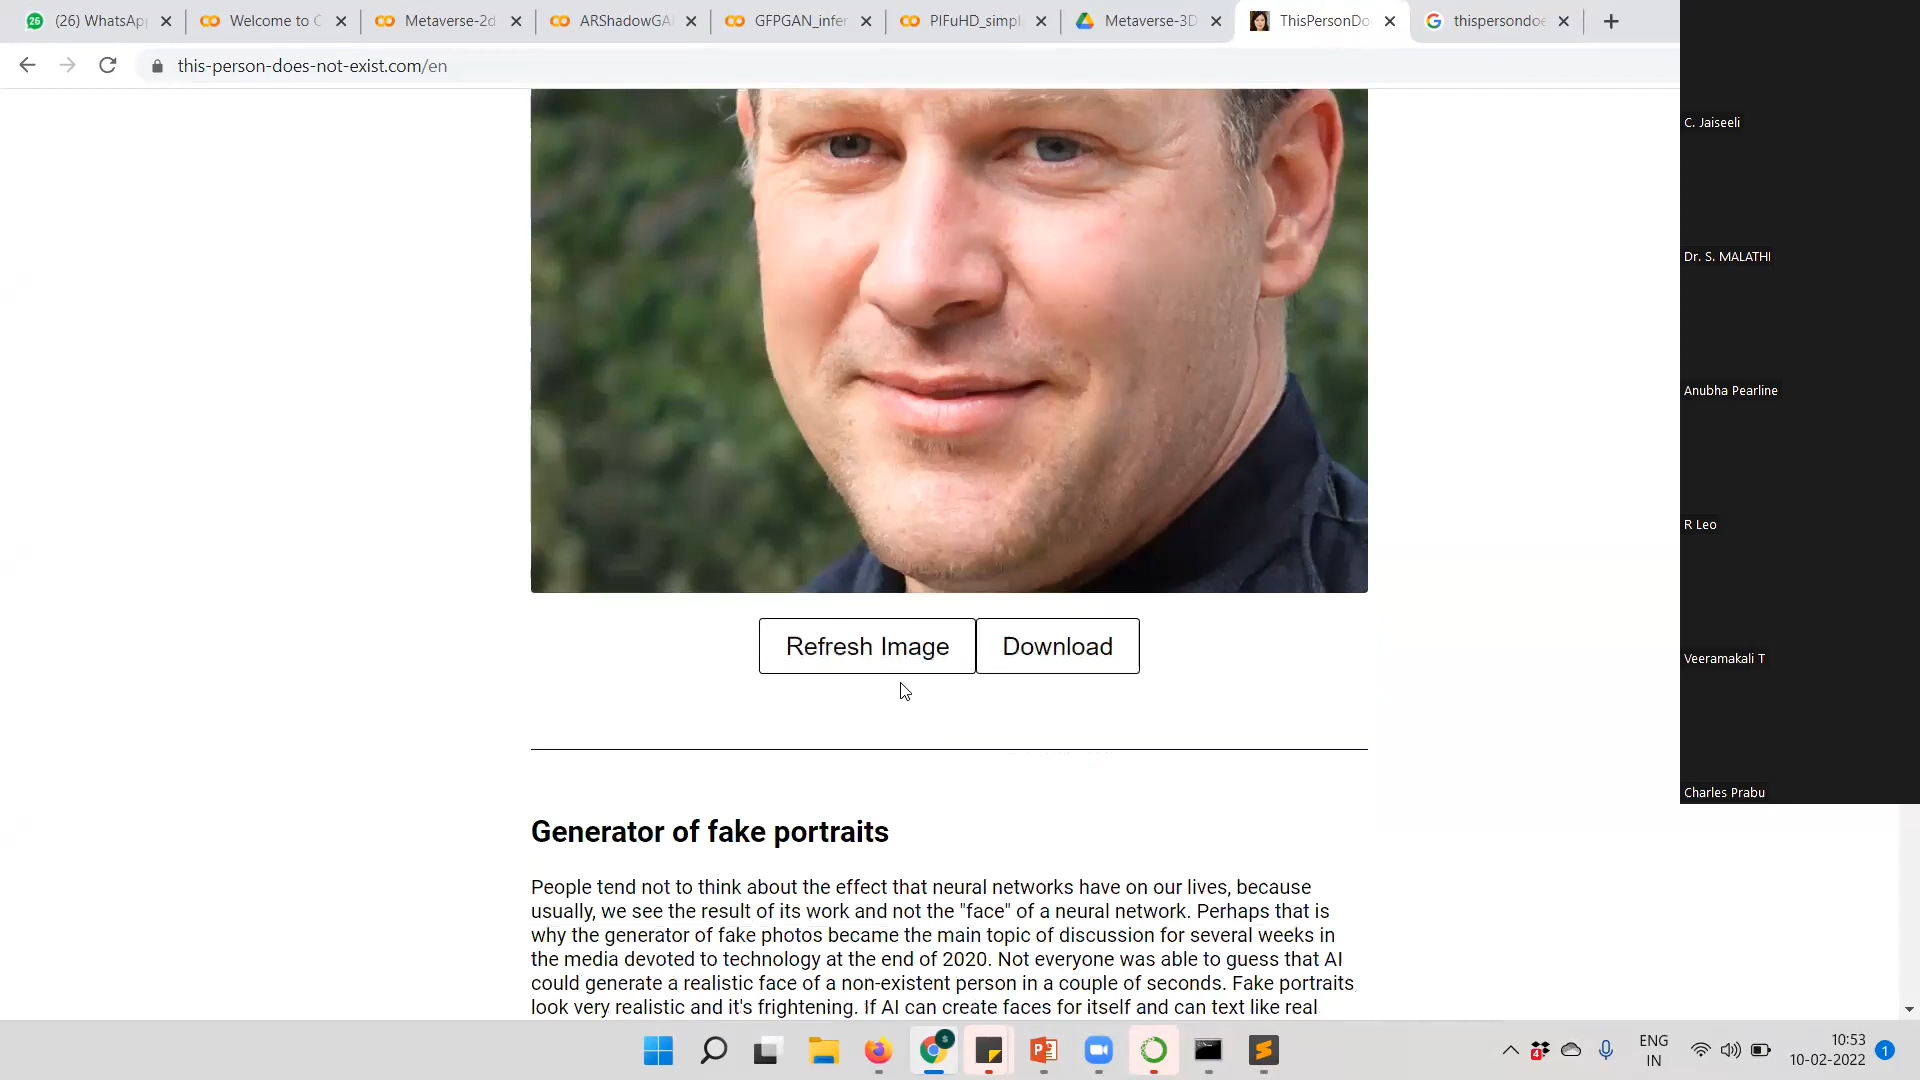 (26) WhatsApp
Welcome to C
Metaverse-2d
ARShadowGA
GFPGAN_infer
PIFuHD_simpl
Metaverse-3D
ThisPersonDo
thispersondoe
this-person-does-not-exist.com/en
C. Jaiseeli
Dr. S. MALATHI
Anubha Pearline
R Leo
Veeramakali T
Charles Prabu
Refresh Image
Download
Generator of fake portraits
People tend not to think about the effect that neural networks have on our lives, because
usually, we see the result of its work and not the "face" of a neural network. Perhaps that is
why the generator of fake photos became the main topic of discussion for several weeks in
the media devoted to technology at the end of 2020. Not everyone was able to guess that AI
could generate a realistic face of a non-existent person in a couple of seconds. Fake portraits
look very realistic and it's frightening. If AI can create faces for itself and can text like real
ENG
IN
10:53
10-02-2022
1